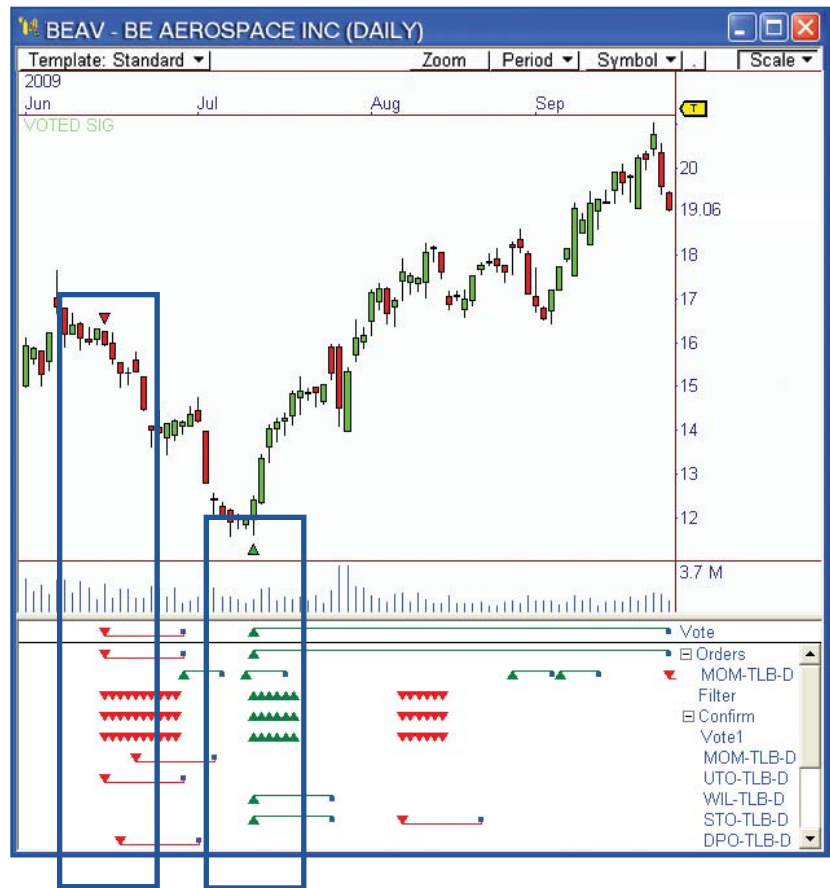 BEAV - BE AEROSPACE INC (DAILY)
Template: Standard Zoom Period Symbol . Scale
2009
Jun Jul Aug Sep
T
VOTED SIG
20
19.06
18
17
16
15
14
13
12
3.7 M
Vote
Orders
MOM-TLB-D
Filter
Confirm
Vote1
MOM-TLB-D
UTO-TLB-D
WIL-TLB-D
STO-TLB-D
DPO-TLB-D